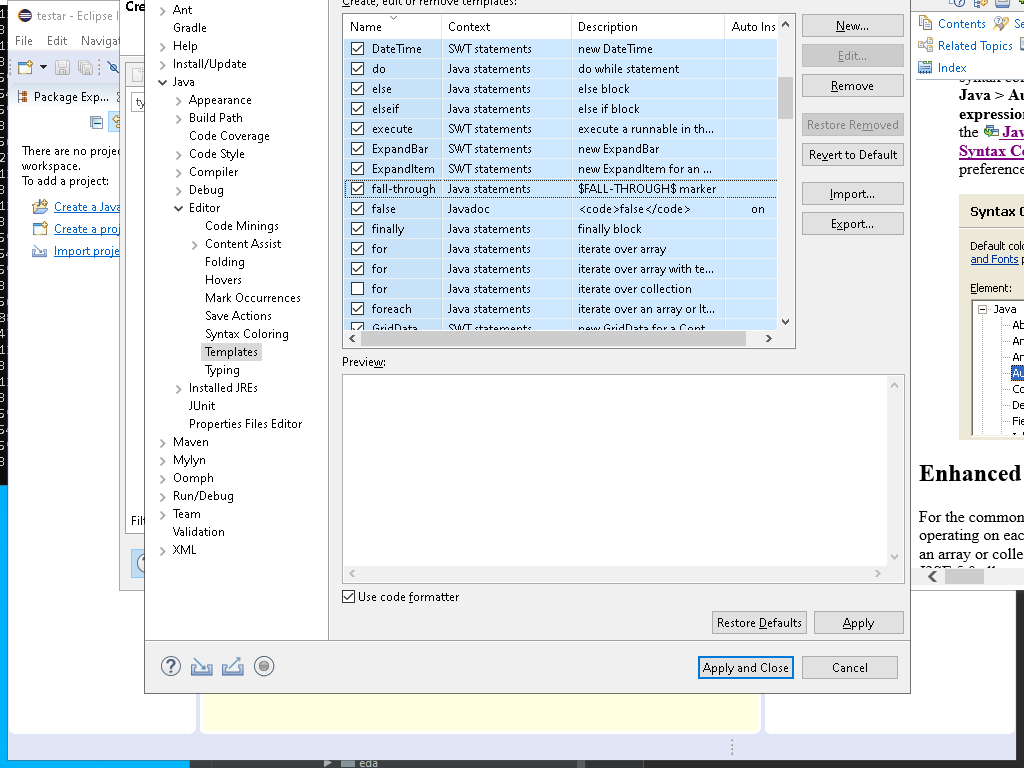 testar - Eclipse I
File Edit Navigat
Package Exp...
There are no proje
workspace.
To add a project:
Create a Java
Create a proj
Import proje
Cre
ty
Filt
Ant
Gradle
Help
Install/Update
Java
Appearance
Build Path
Code Coverage
Code Style
Compiler
Debug
Editor
Code Minings
Content Assist
Folding
Hovers
Mark Occurrences
Save Actions
Syntax Coloring
Templates
Typing
Installed JREs
JUnit
Properties Files Editor
Maven
Mylyn
Oomph
Run/Debug
Team
Validation
XML
Create, edit or remove templates:
Name Context Description Auto Ins
DateTime SWT statements new DateTime
do Java statements do while statement
else Java statements else block
elseif Java statements else if block
execute SWT statements execute a runnable in th...
ExpandBar SWT statements new ExpandBar
ExpandItem SWT statements new ExpandItem for an ...
fall-through Java statements $FALL-THROUGH$ marker
false Javadoc <code>false</code> on
finally Java statements finally block
for Java statements iterate over array
for Java statements iterate over array with te...
for Java statements iterate over collection
foreach Java statements iterate over an array or It...
GridData SWT statements new GridData for a Cont...
New...
Edit...
Remove
Restore Removed
Revert to Default
Import...
Export...
Preview:
Use code formatter
Restore Defaults Apply
Apply and Close Cancel
Contents Se
Related Topics
Index
Java > Au
expression
the Jav
Syntax Co
preference
Syntax C
Default colo
and Fonts p
Element:
Java
Ab
An
An
Au
Co
De
Fie
Enhanced
For the common
operating on eac
an array or colle
eda